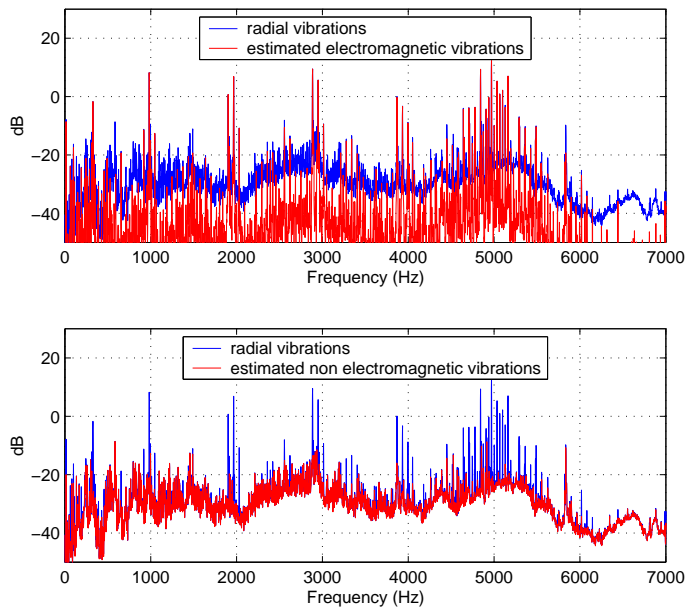 20
0
−20
−40
dB
radial vibrations
estimated electromagnetic vibrations
0 1000 2000 3000 4000 5000 6000 7000
Frequency (Hz)
20
0
−20
−40
dB
radial vibrations
estimated non electromagnetic vibrations
0 1000 2000 3000 4000 5000 6000 7000
Frequency (Hz)